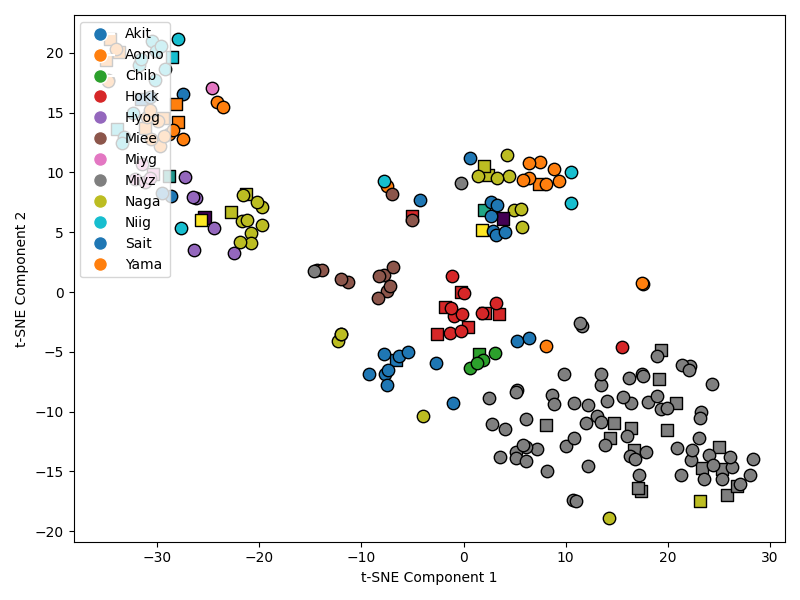 Akit
Aomo
Chib
Hokk
Hyog
Miee
Miyg
Miyz
Naga
Niig
Sait
Yama
20
15
10
5
0
−5
−10
−15
−20
t-SNE Component 2
−30
−20
−10
0
10
20
30
t-SNE Component 1